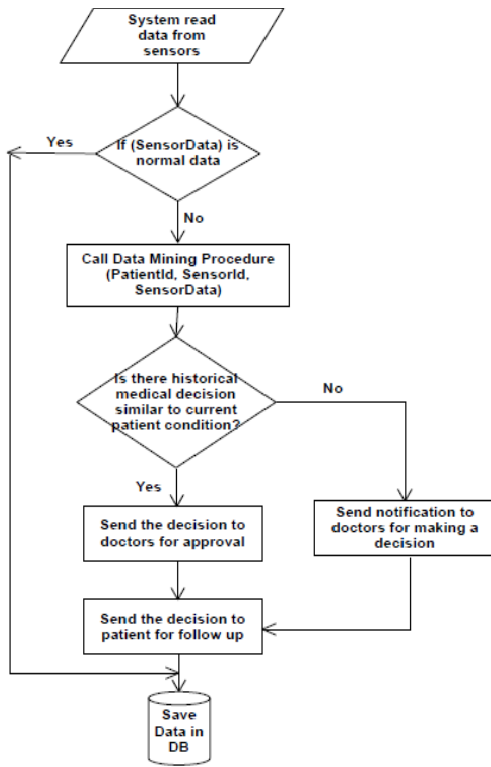 System read
data from
sensors
Yes
If (SensorData) is
normal data
No
Call Data Mining Procedure
(PatientId, SensorId,
SensorData)
Is there historical
medical decision
similar to current
patient condition?
No
Yes
Send the decision to
doctors for approval
Send notification to
doctors for making a
decision
Send the decision to
patient for follow up
Save
Data in
DB